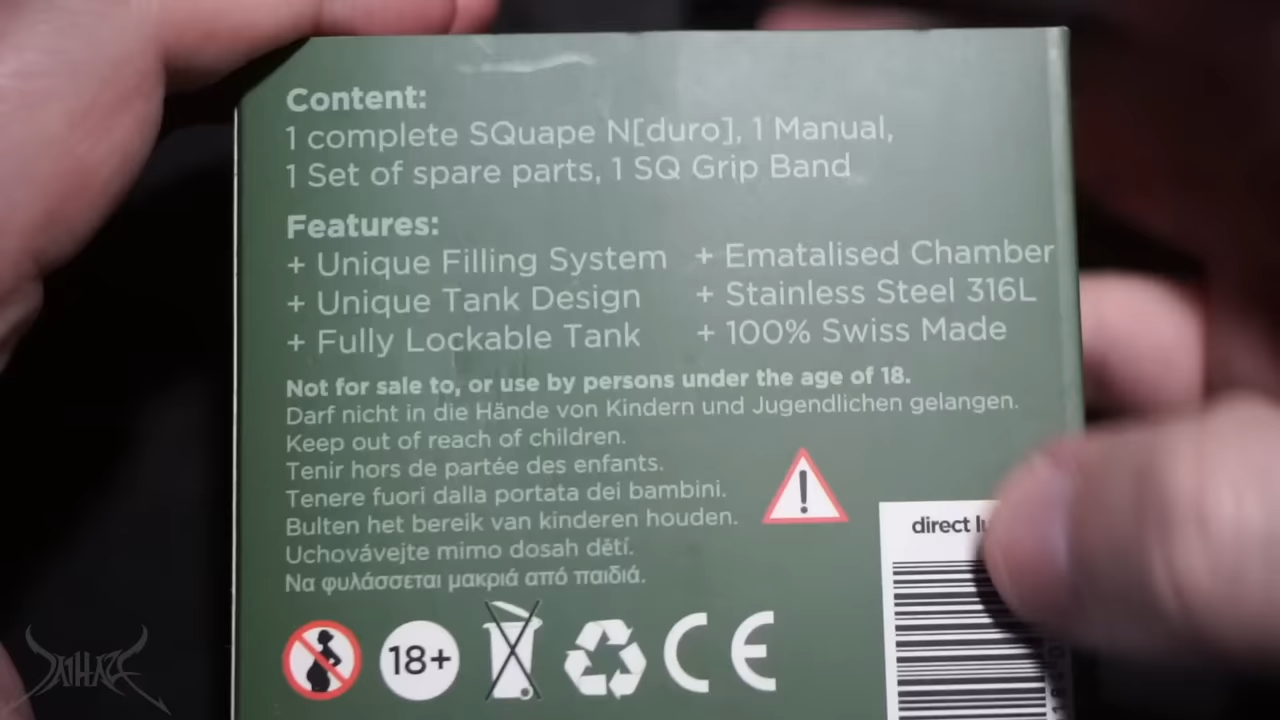 Content:
1 complete SQuape N[duro], 1 Manual,
1 Set of spare parts, 1 SQ Grip Band
Features:
+ Unique Filling System
+ Unique Tank Design
+ Fully Lockable Tank
+ Ematalised Chamber
+ Stainless Steel 316L
+ 100% Swiss Made
Not for sale to, or use by persons under the age of 18.
Darf nicht in die Hände von Kindern und Jugendlichen gelangen.
Keep out of reach of children.
Tenir hors de partée des enfants.
Tenere fuori dalla portata dei bambini.
Bulten het bereik van kinderen houden.
Uchovávejte mimo dosah dětí.
Να φυλάσσεται μακριά από παιδιά.
18+
CE
direct
DAIHAZE